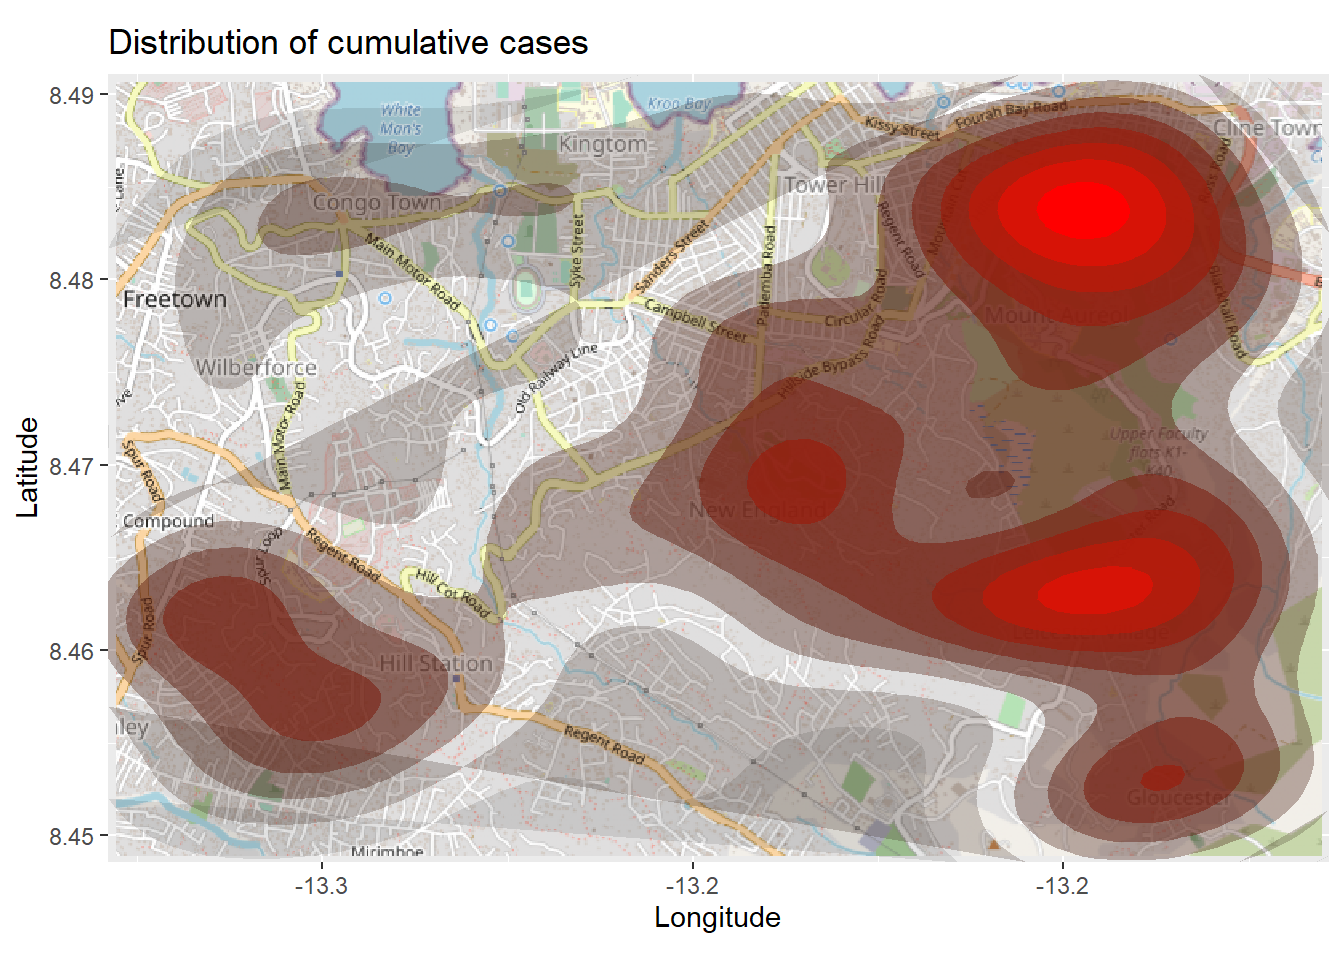 Distribution of cumulative cases
8.49
8.48
8.47
8.46
8.45
Latitude
White
Man's
Bay
Kroo Bay
Kingtom
Kissy Street
Fourah Bay Road
Cline Town
Ross Road
Lane
Congo Town
Tower Hill
Mountain Cut
Regent Road
Main Motor Road
Syke Street
Sanders Street
Pademba Road
Freetown
Campbell Street
Circular Road
Mount Aureol
Blackhall Road
Wilberforce
Old Railway Line
Hillside Bypass Road
Main Motor Road
Upper Faculty
flats K1-
K40
Spur Road
New England
Compound
Spur Loop
Regent Road
Hill Cot Road
Spur Road
Leicester Village
Hill Station
ley
Regent Road
Gloucester
-13.3
-13.2
-13.2
Longitude